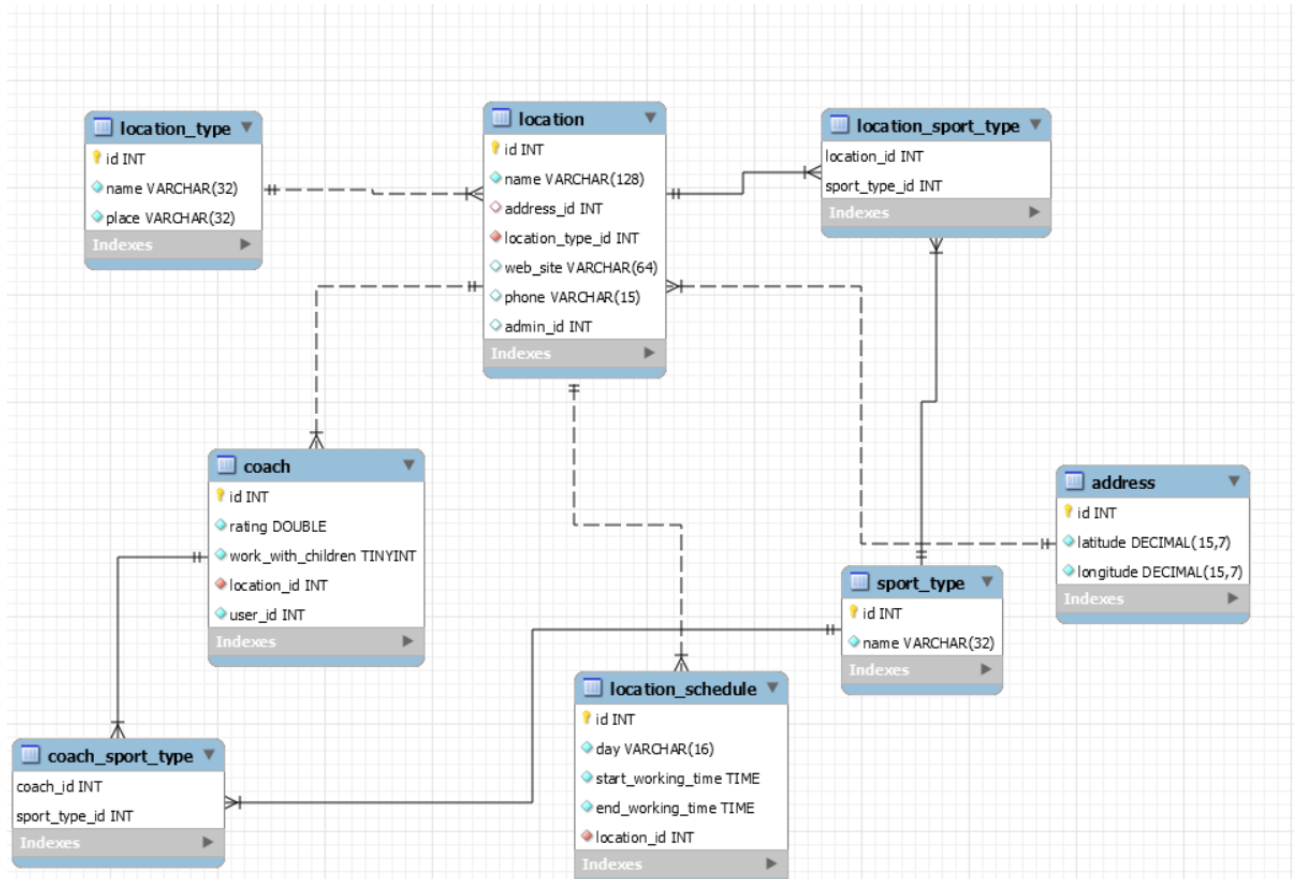 location_type
id INT
name VARCHAR(32)
place VARCHAR(32)
Indexes
location
id INT
name VARCHAR(128)
address_id INT
location_type_id INT
web_site VARCHAR(64)
phone VARCHAR(15)
admin_id INT
Indexes
location_sport_type
location_id INT
sport_type_id INT
Indexes
coach
id INT
rating DOUBLE
work_with_children TINYINT
location_id INT
user_id INT
Indexes
address
id INT
latitude DECIMAL(15,7)
longitude DECIMAL(15,7)
Indexes
sport_type
id INT
name VARCHAR(32)
Indexes
location_schedule
id INT
day VARCHAR(16)
start_working_time TIME
end_working_time TIME
location_id INT
Indexes
coach_sport_type
coach_id INT
sport_type_id INT
Indexes